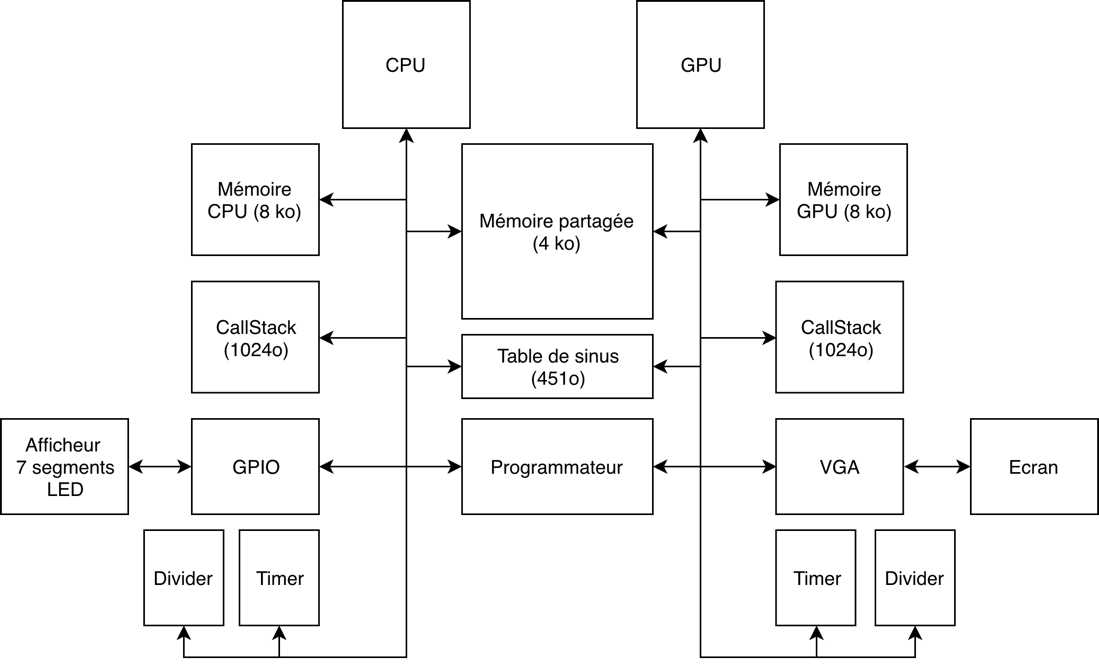 CPU
GPU
Mémoire
CPU (8 ko)
Mémoire partagée
(4 ko)
Mémoire
GPU (8 ko)
CallStack
(1024o)
Table de sinus
(451o)
CallStack
(1024o)
Afficheur
7 segments
LED
GPIO
Programmateur
VGA
Ecran
Divider
Timer
Timer
Divider